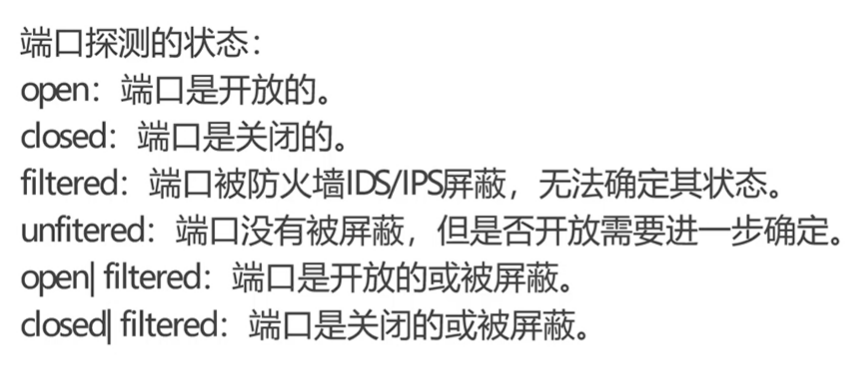 端口探测的状态：
open：端口是开放的。
closed：端口是关闭的。
filtered：端口被防火墙IDS/IPS屏蔽，无法确定其状态。
unfitered：端口没有被屏蔽，但是否开放需要进一步确定。
open| filtered：端口是开放的或被屏蔽。
closed| filtered：端口是关闭的或被屏蔽。